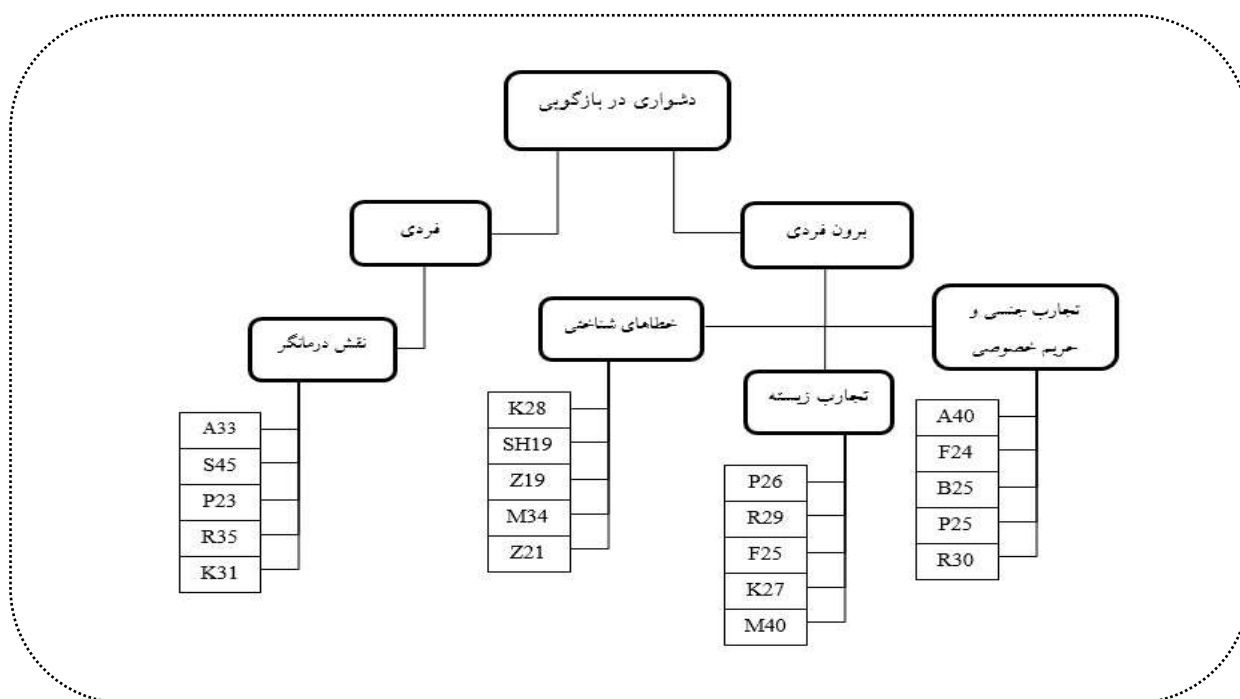 دشواری در بازگویی
برون فردی
فردی
تجارب جنسی و
حریم خصوصی
خطاهای شناختی
نقش درمانگر
تجارب زیسته
A40
F24
B25
P25
R30
P26
R29
F25
K27
M40
K28
SH19
Z19
M34
Z21
A33
S45
P23
R35
K31